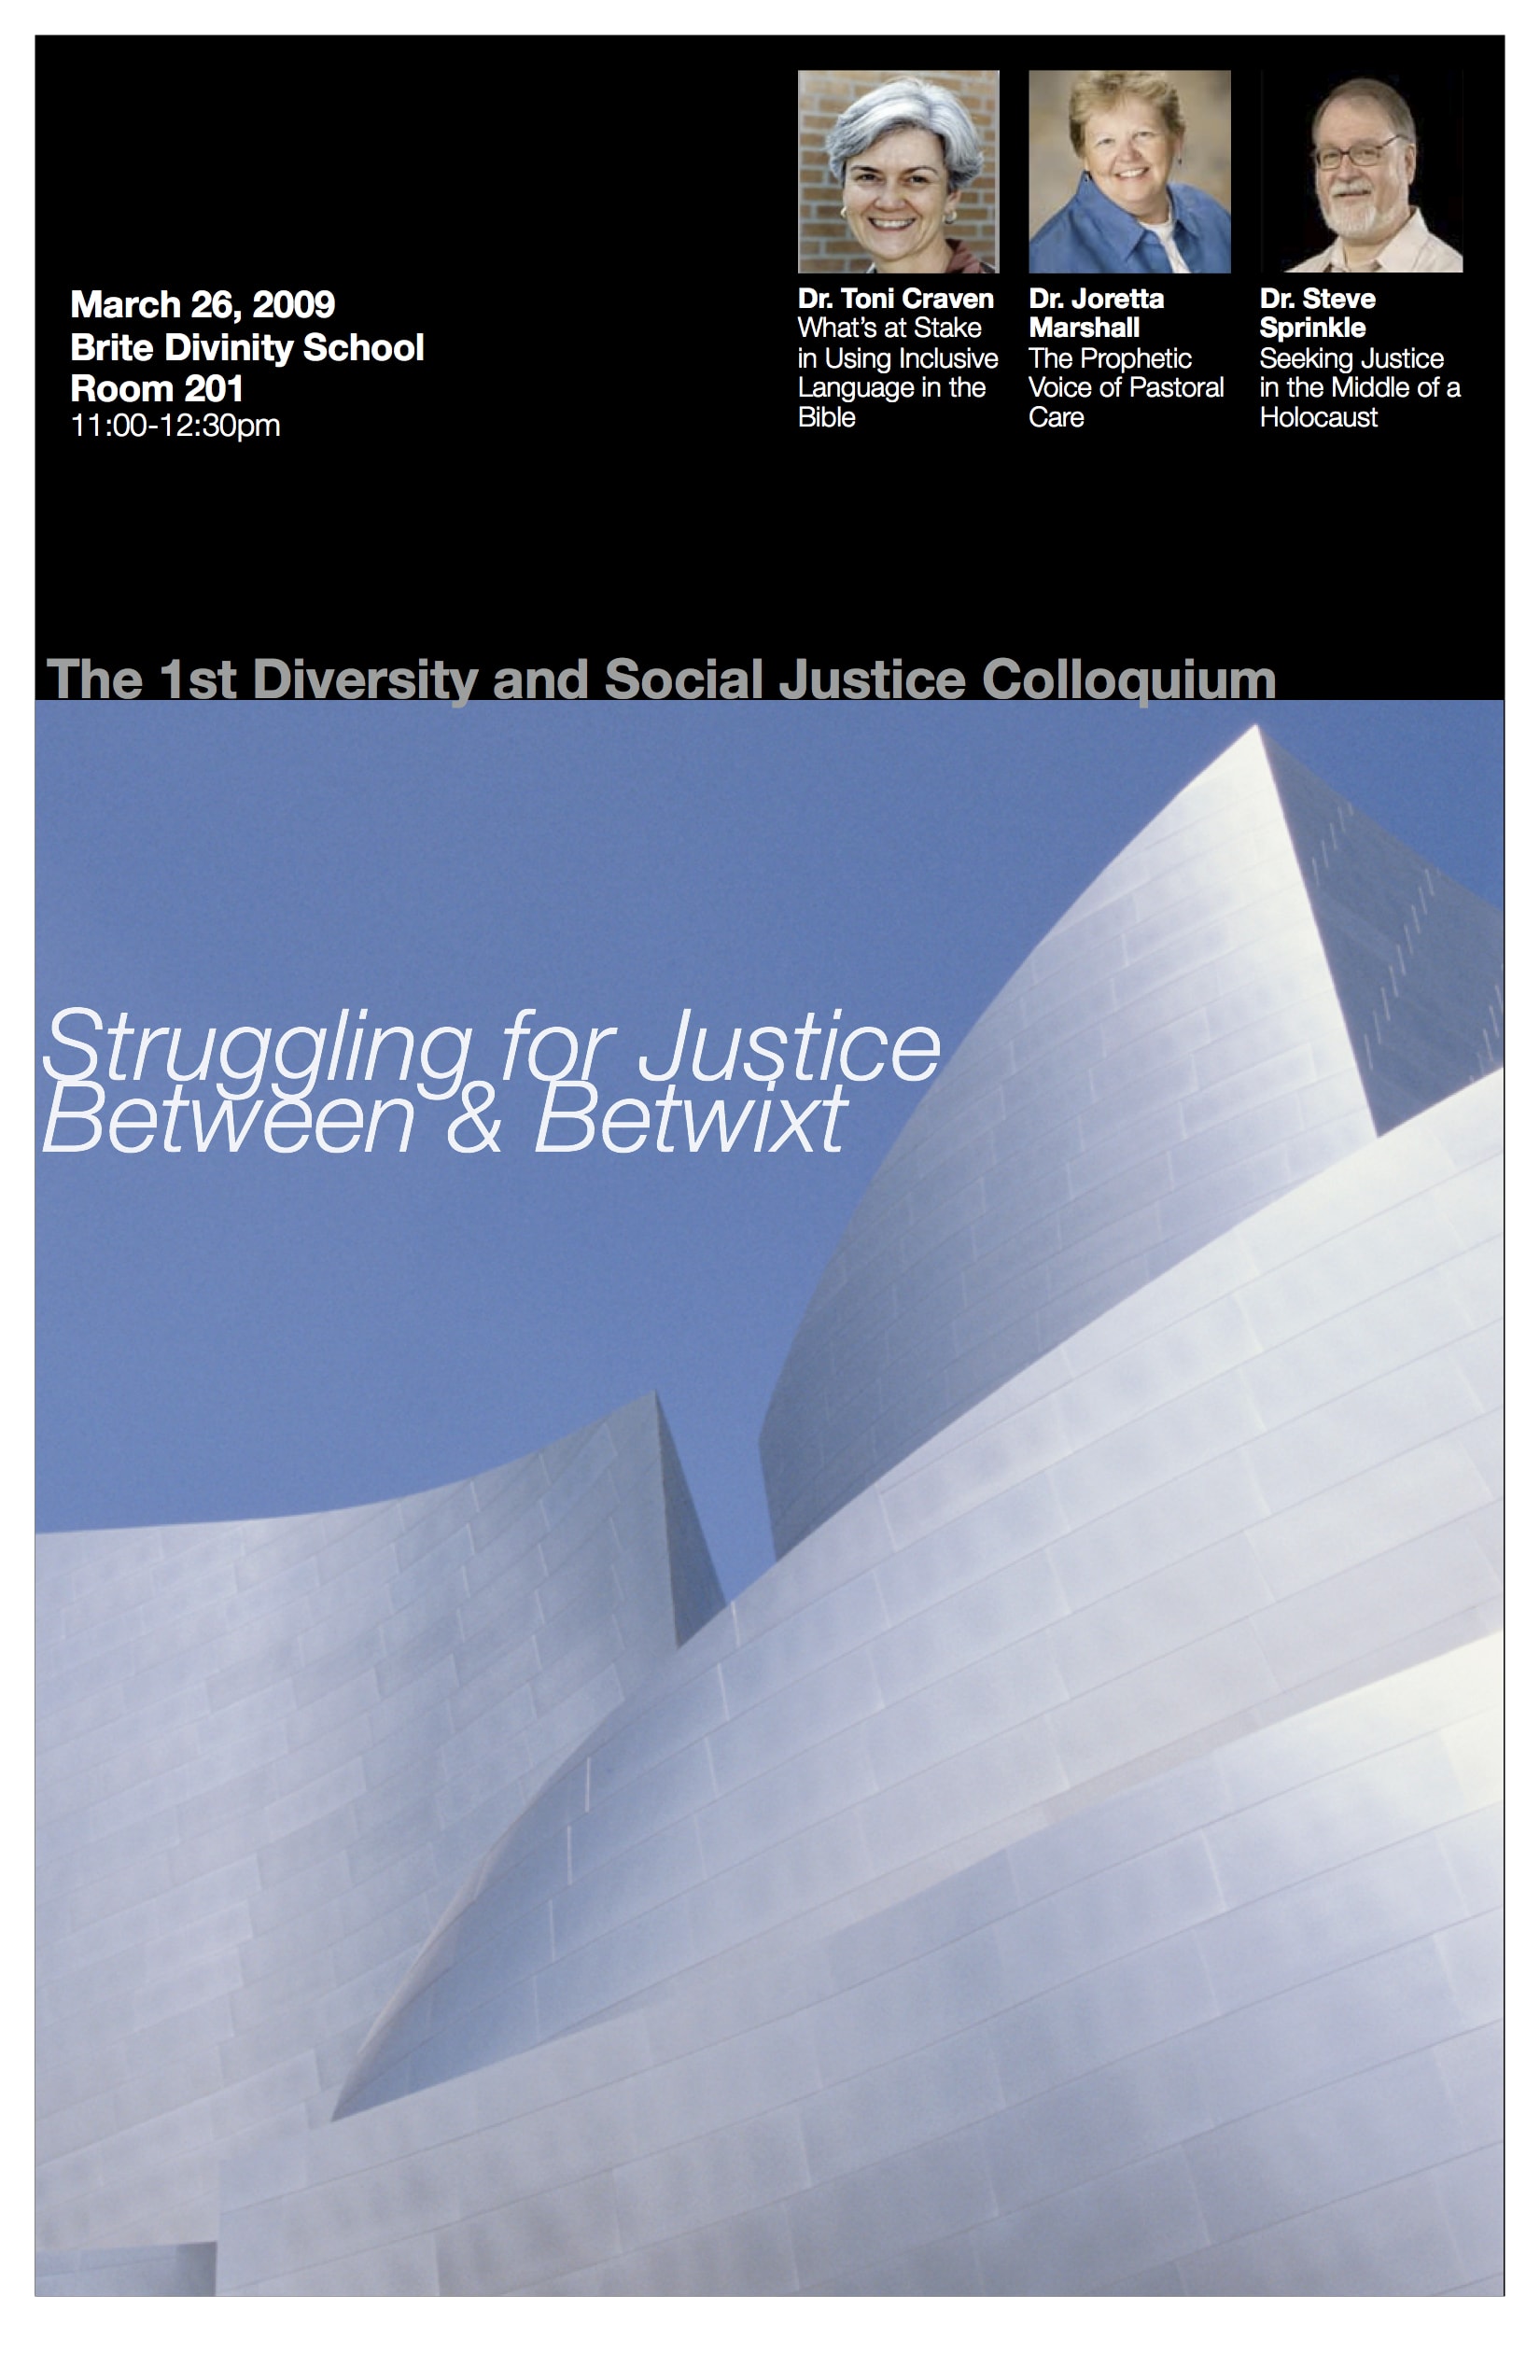 March 26, 2009
Brite Divinity School
Room 201
11:00-12:30pm
Dr. Toni Craven
What's at Stake
in Using Inclusive
Language in the
Bible
Dr. Joretta
Marshall
The Prophetic
Voice of Pastoral
Care
Dr. Steve
Sprinkle
Seeking Justice
in the Middle of a
Holocaust
The 1st Diversity and Social Justice Colloquium
Struggling for Justice
Between & Betwixt